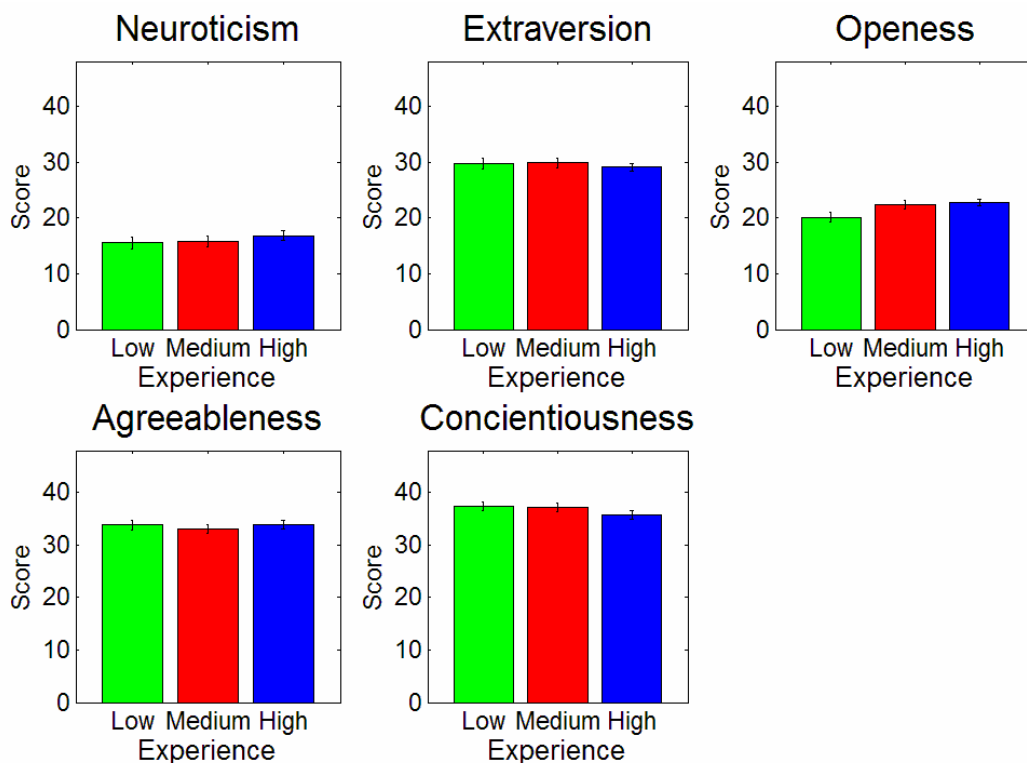 Neuroticism
Extraversion
Openess
Score
40
30
20
10
0
Low Medium High
Experience
Score
40
30
20
10
0
Low Medium High
Experience
Score
40
30
20
10
0
Low Medium High
Experience
Agreeableness
Concientiousness
Score
40
30
20
10
0
Low Medium High
Experience
Score
40
30
20
10
0
Low Medium High
Experience